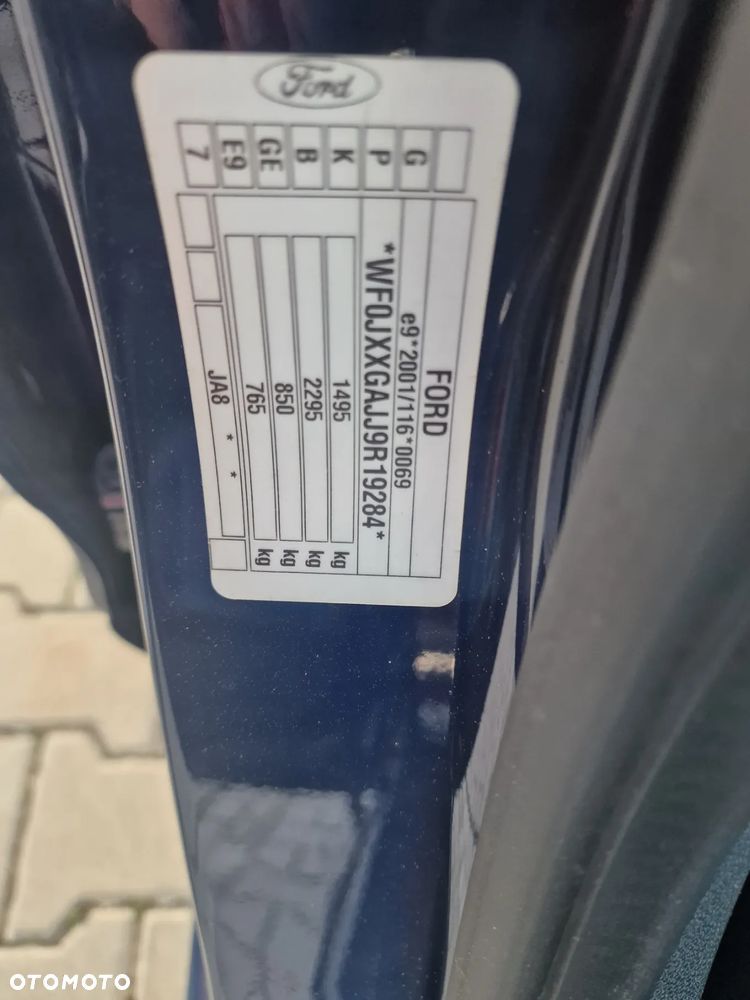 Ford
FORD
e9*2001/116*0069
*WF0JXXGAJJ9R19284*
1495 kg
2295 kg
850 kg
765 kg
JA8 * *
G
P
K
B
GE
E9
7
OTOMOTO